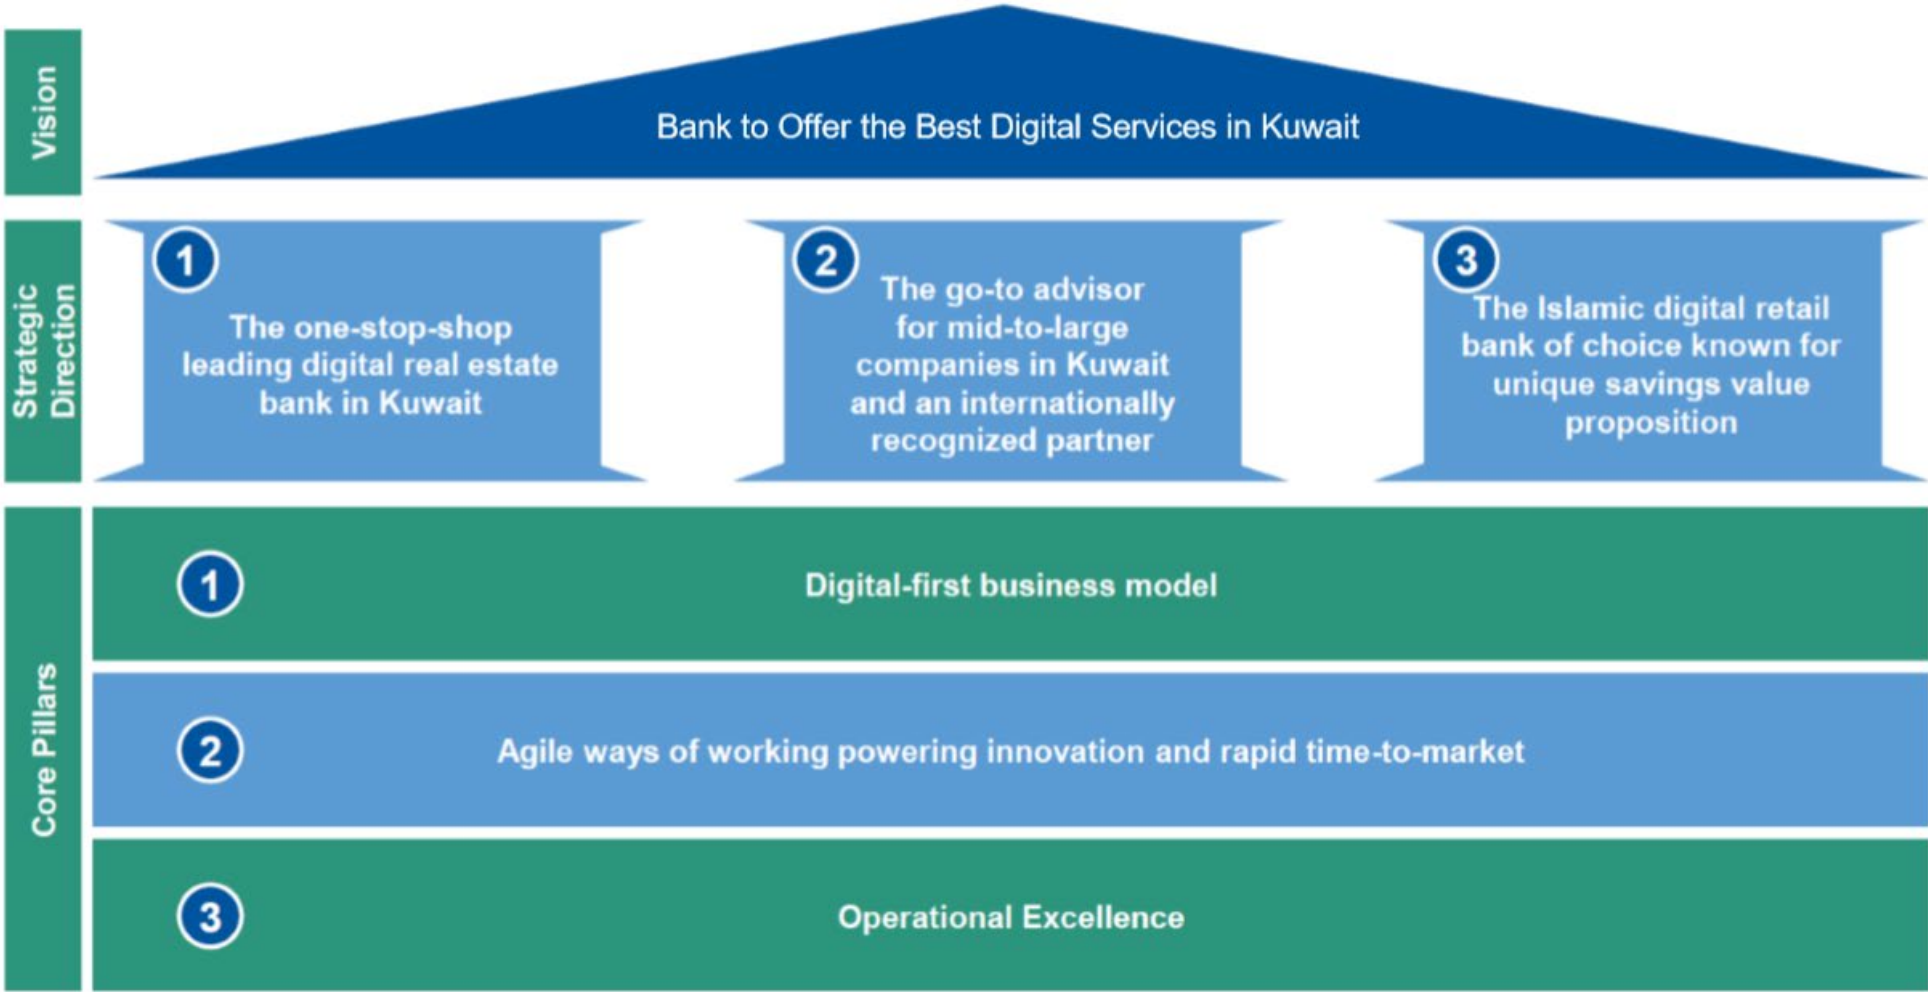 Vision
Bank to Offer the Best Digital Services in Kuwait
Strategic
Direction
1
The one-stop-shop
leading digital real estate
bank in Kuwait
2
The go-to advisor
for mid-to-large
companies in Kuwait
and an internationally
recognized partner
3
The Islamic digital retail
bank of choice known for
unique savings value
proposition
Core Pillars
1
Digital-first business model
2
Agile ways of working powering innovation and rapid time-to-market
3
Operational Excellence